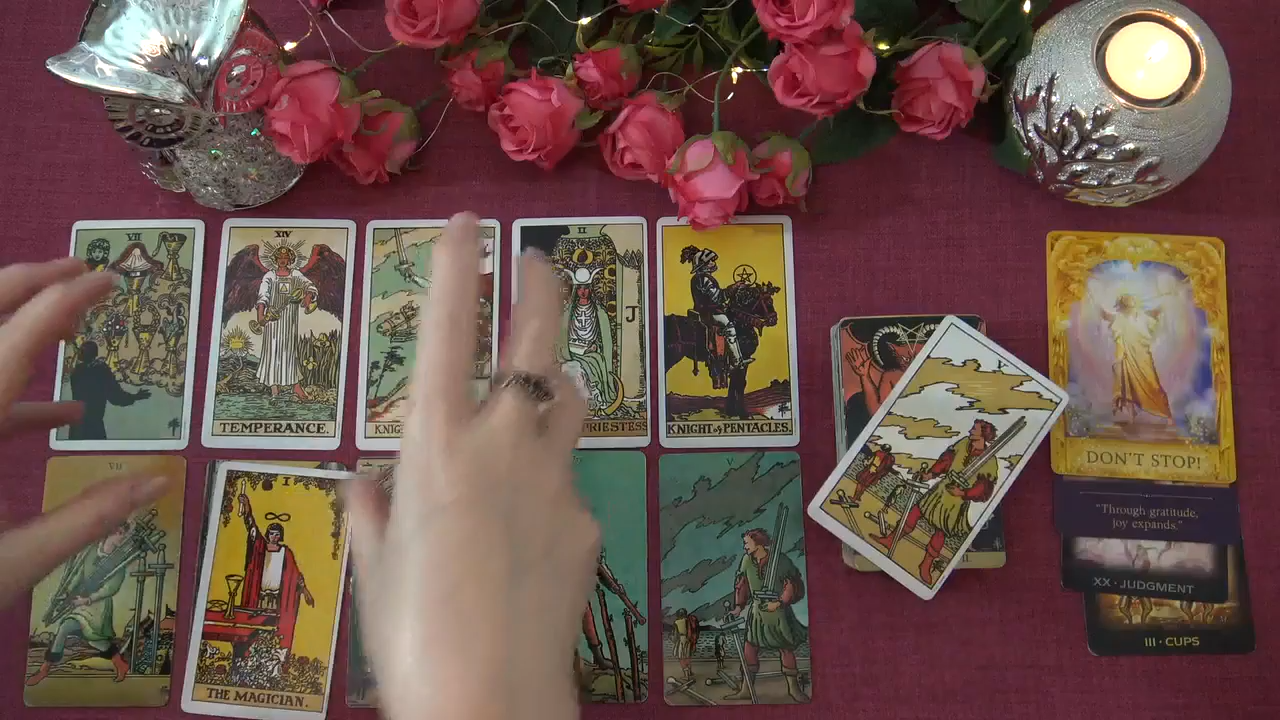 VII
XIV
TEMPERANCE.
II
J
KNIGHT of PENTACLES.
VII
I
THE MAGICIAN.
V
V
DON'T STOP!
"Through gratitude,
joy expands."
XX · JUDGMENT
III · CUPS